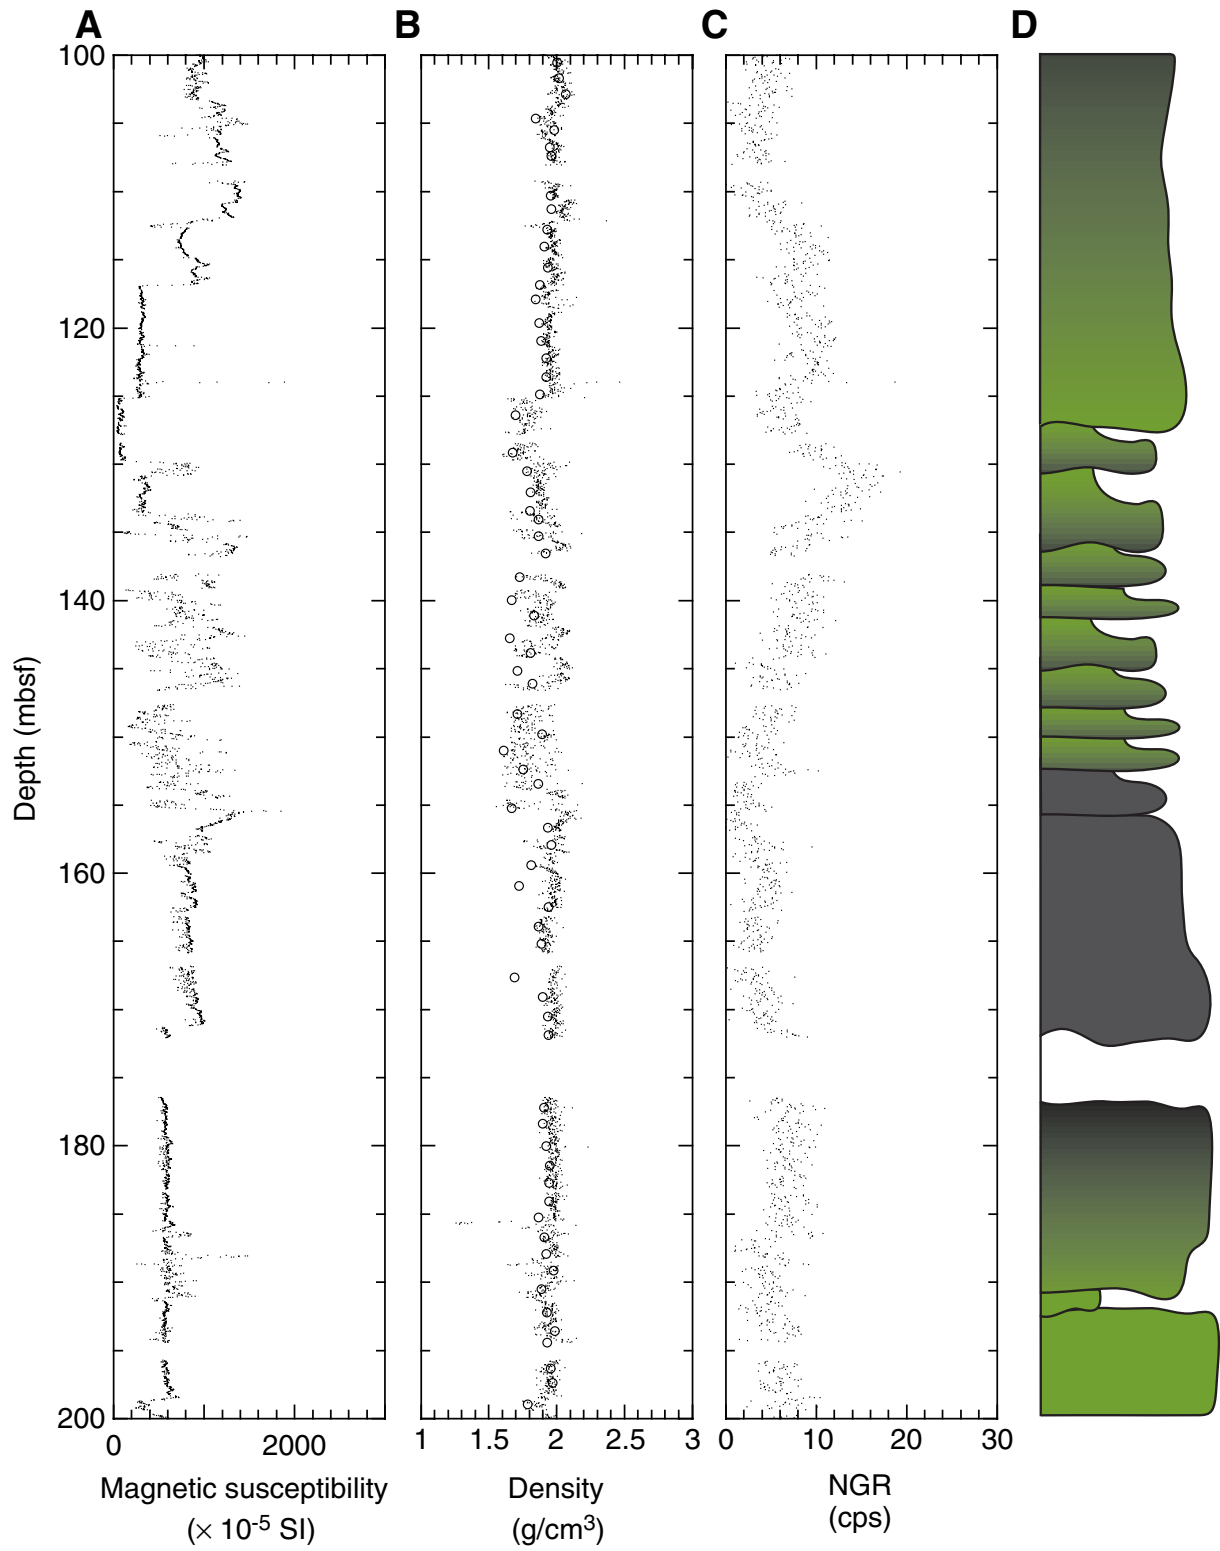 A B C D
100
120
140
160
180
200
Depth (mbsf)
0 2000
1 1.5 2 2.5 3
0 10 20 30
Magnetic susceptibility
(× 10-5 SI)
Density
(g/cm3)
NGR
(cps)